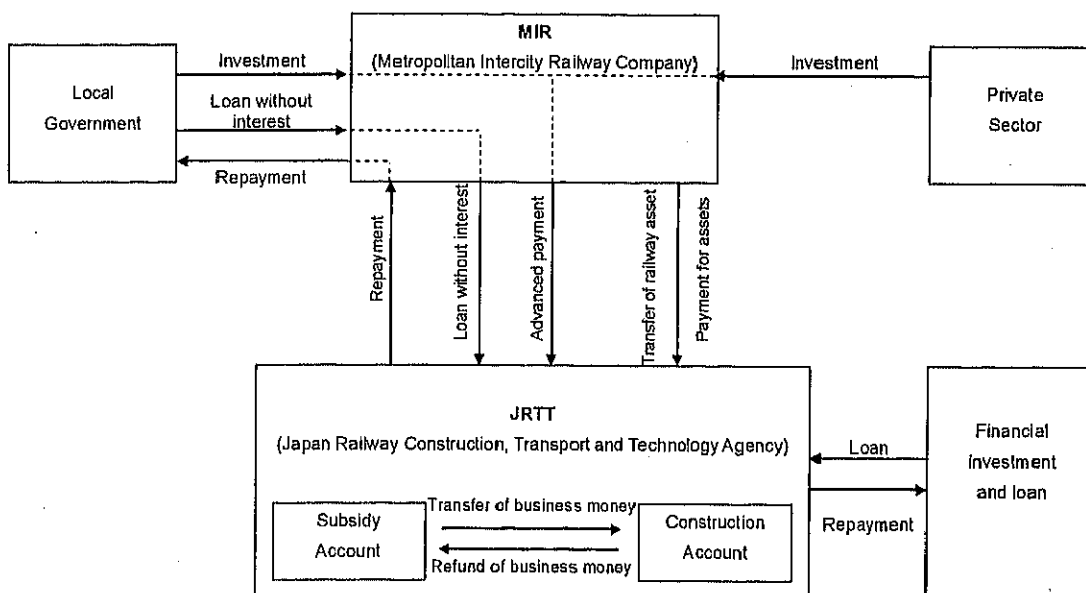 MIR
(Metropolitan Intercity Railway Company)
Local
Government
Investment
Loan without
interest
Repayment
Investment
Private
Sector
Repayment
Loan without interest
Advanced payment
Transfer of railway asset
Payment for assets
JRTT
(Japan Railway Construction, Transport and Technology Agency)
Subsidy
Account
Transfer of business money
Refund of business money
Construction
Account
Loan
Repayment
Financial
investment
and loan